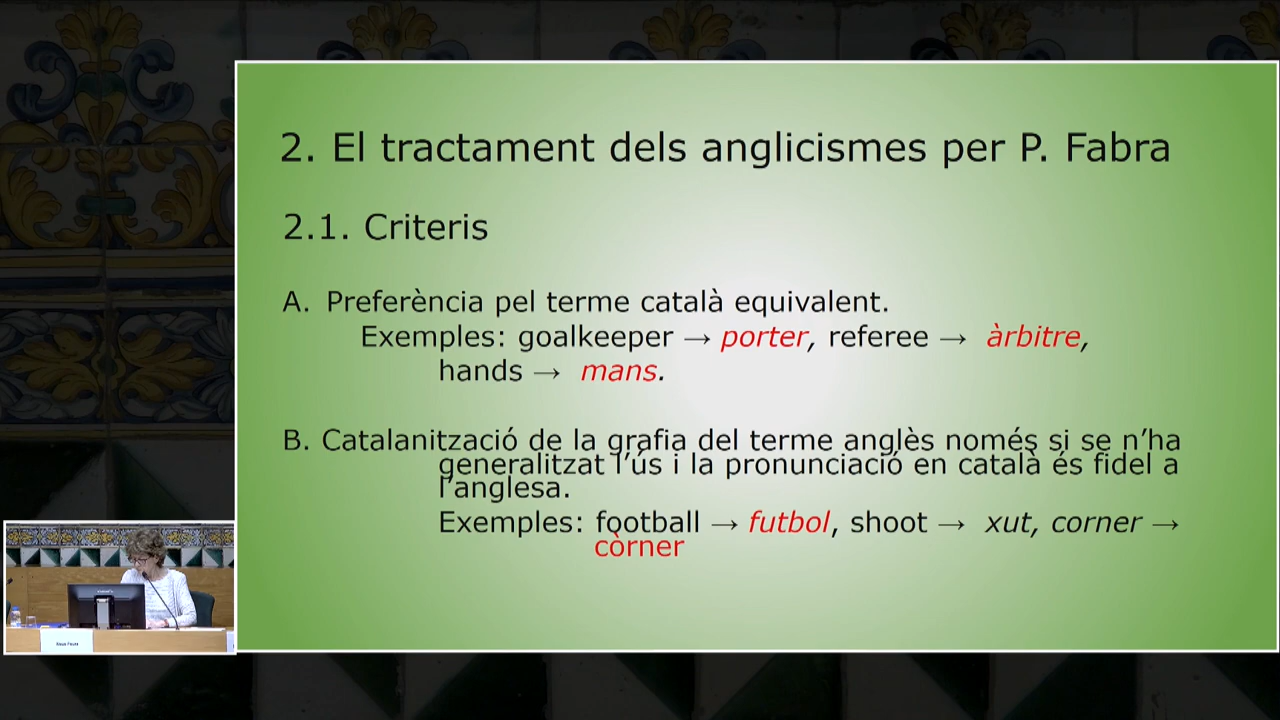 2. El tractament dels anglicismes per P. Fabra
2.1. Criteris
A. Preferència pel terme català equivalent.
Exemples: goalkeeper → porter, referee → àrbitre,
hands → mans.
B. Catalanització de la grafia del terme anglès només si se n’ha
generalitzat l’ús i la pronunciació en català és fidel a
l’anglesa.
Exemples: football → futbol, shoot → xut, corner →
còrner